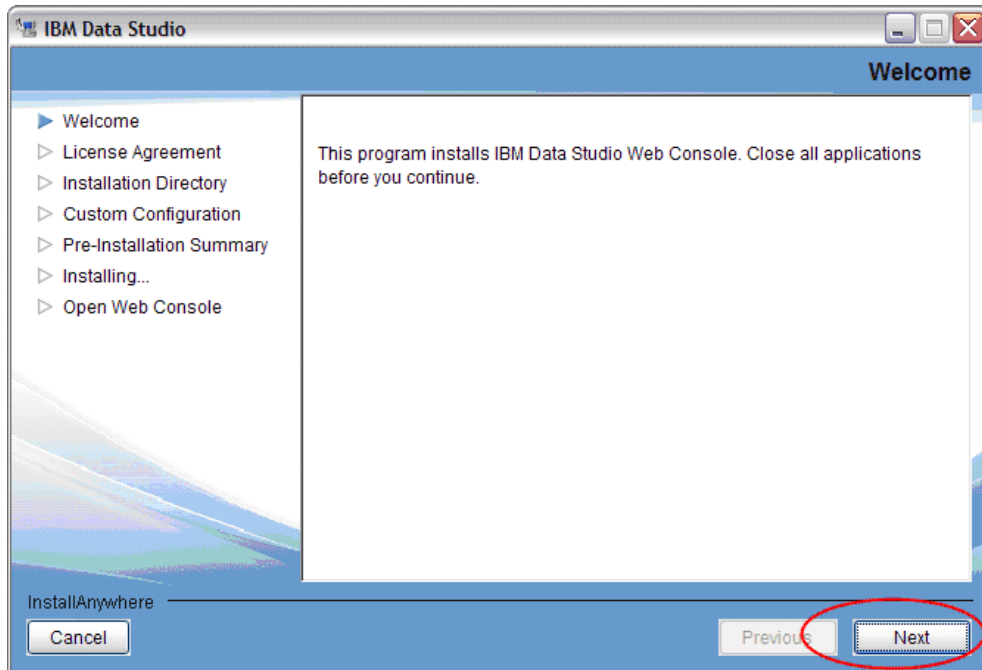 IBM Data Studio
Welcome
Welcome
License Agreement
Installation Directory
Custom Configuration
Pre-Installation Summary
Installing...
Open Web Console
This program installs IBM Data Studio Web Console. Close all applications
before you continue.
InstallAnywhere
Cancel
Previous
Next